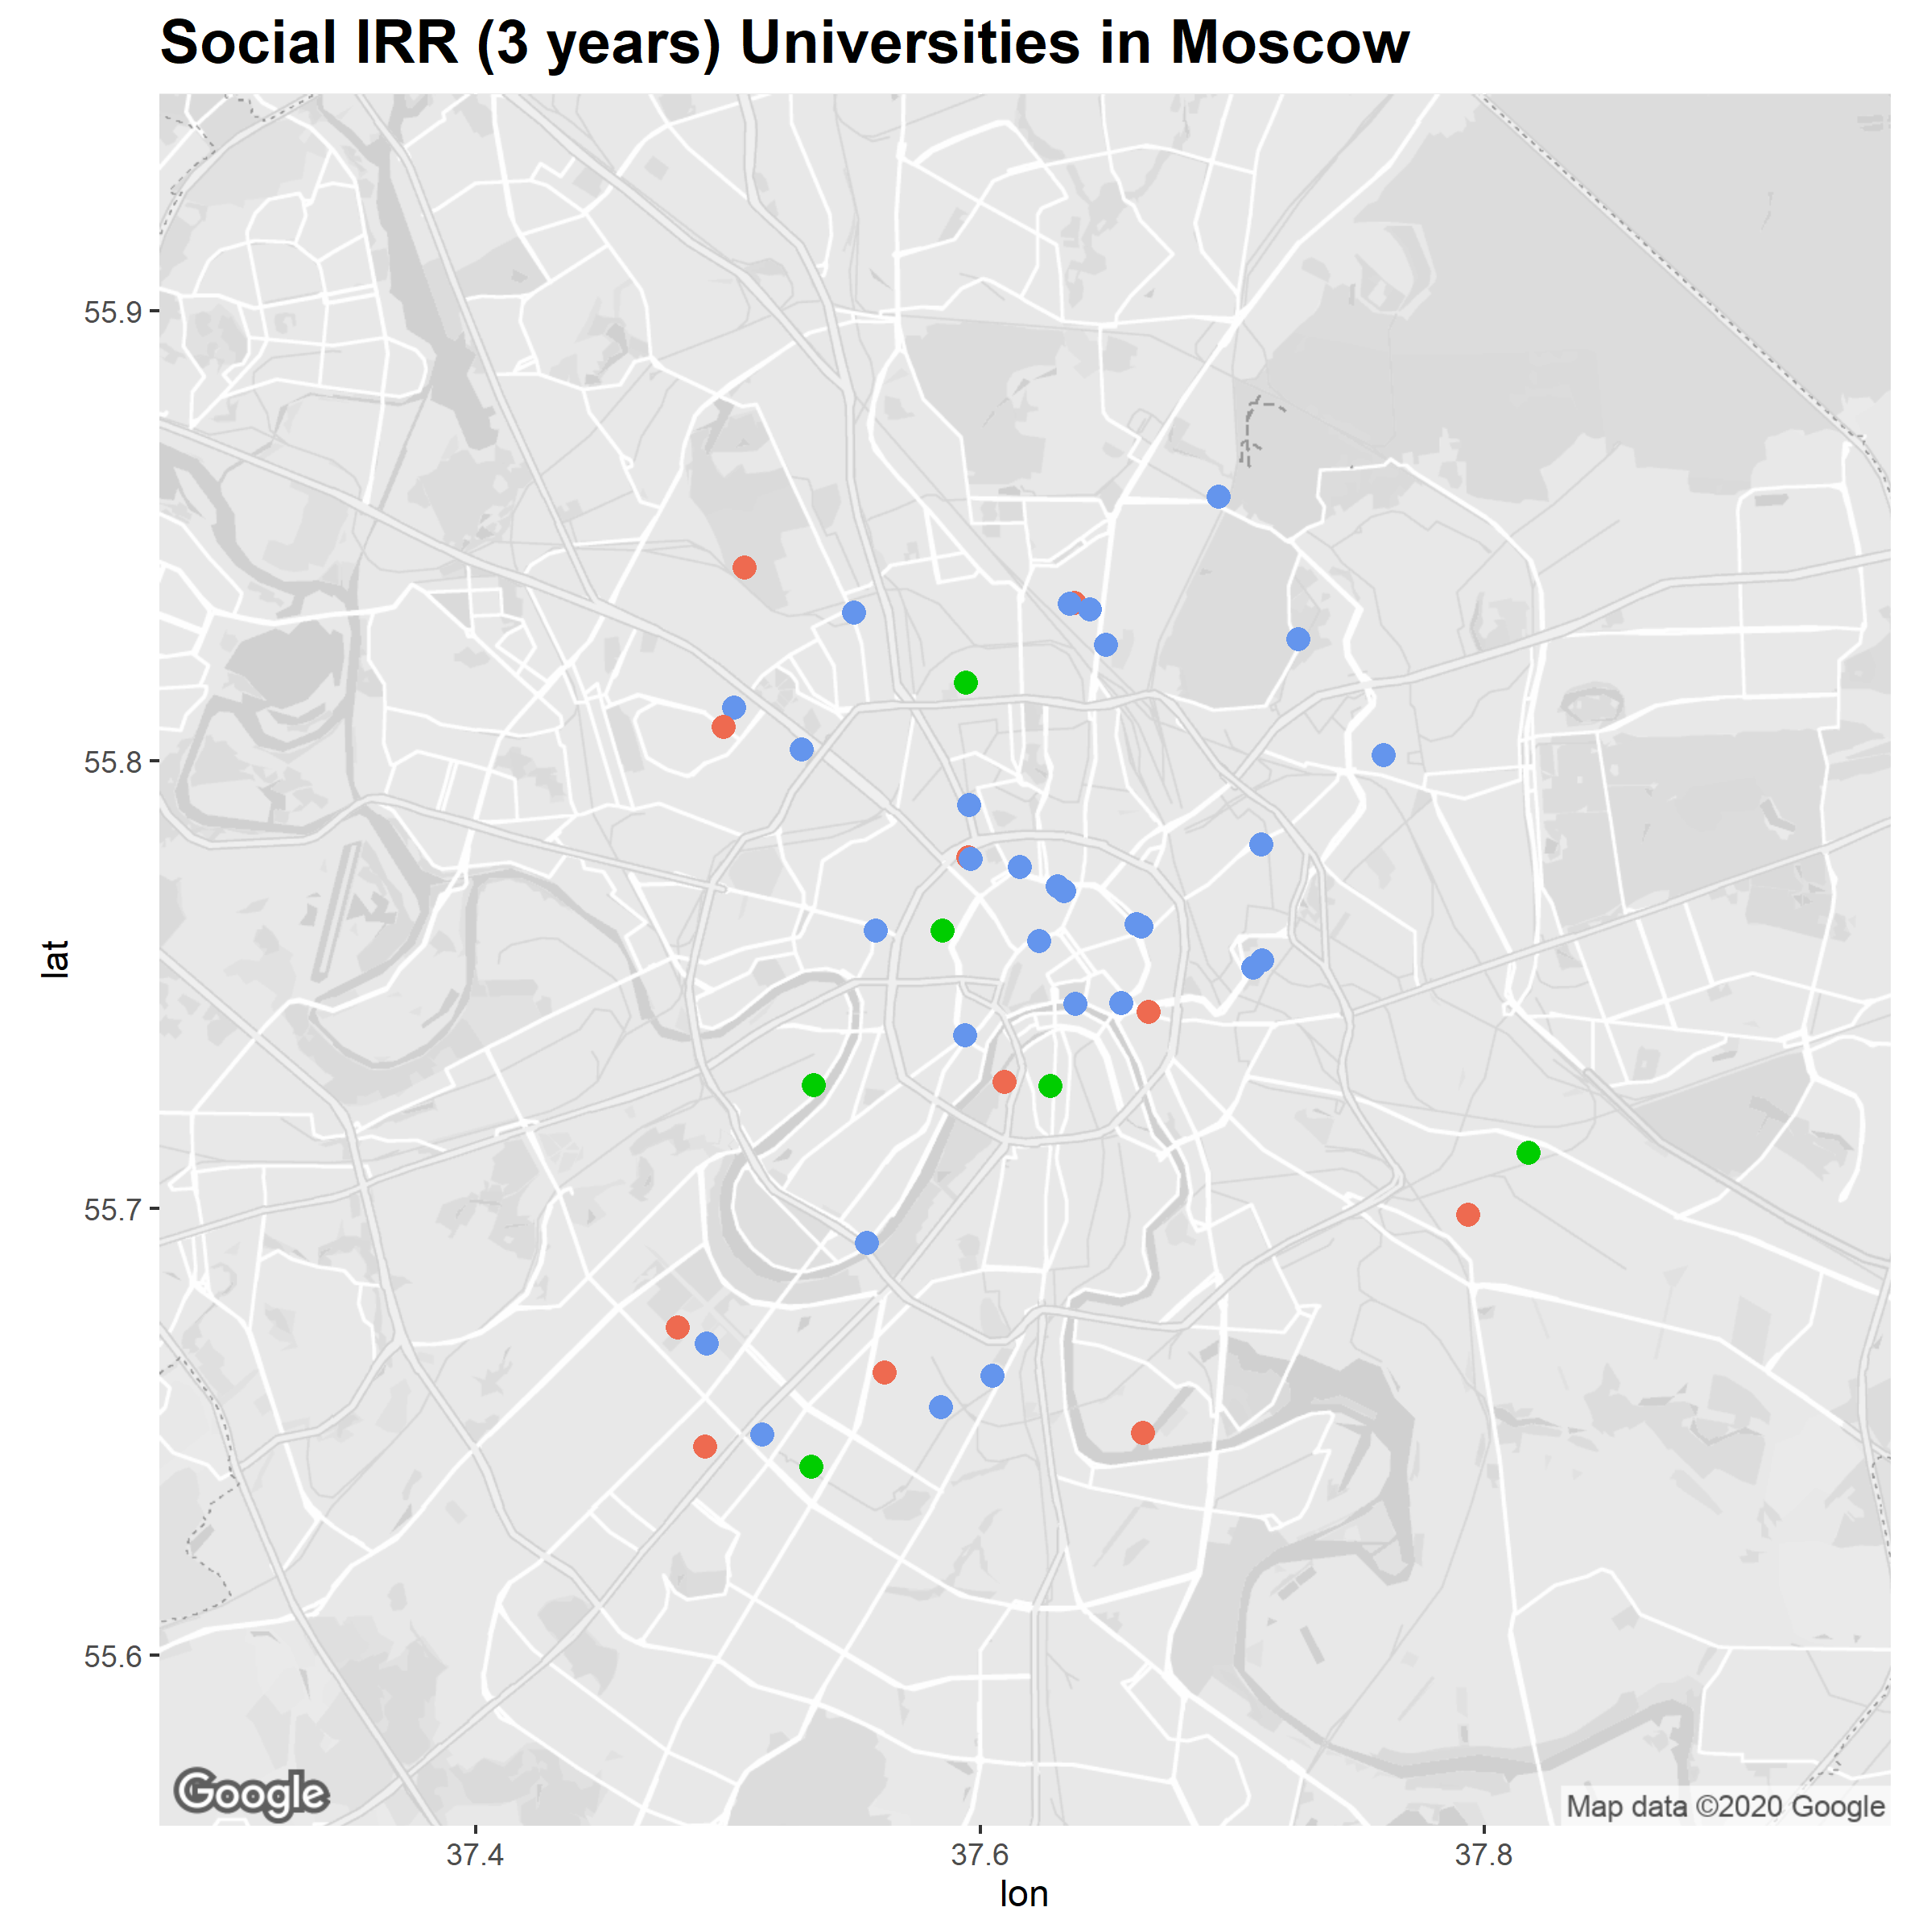 Social IRR (3 years) Universities in Moscow
lat
55.9
55.8
55.7
55.6
Google
Map data ©2020 Google
37.4
37.6
37.8
lon